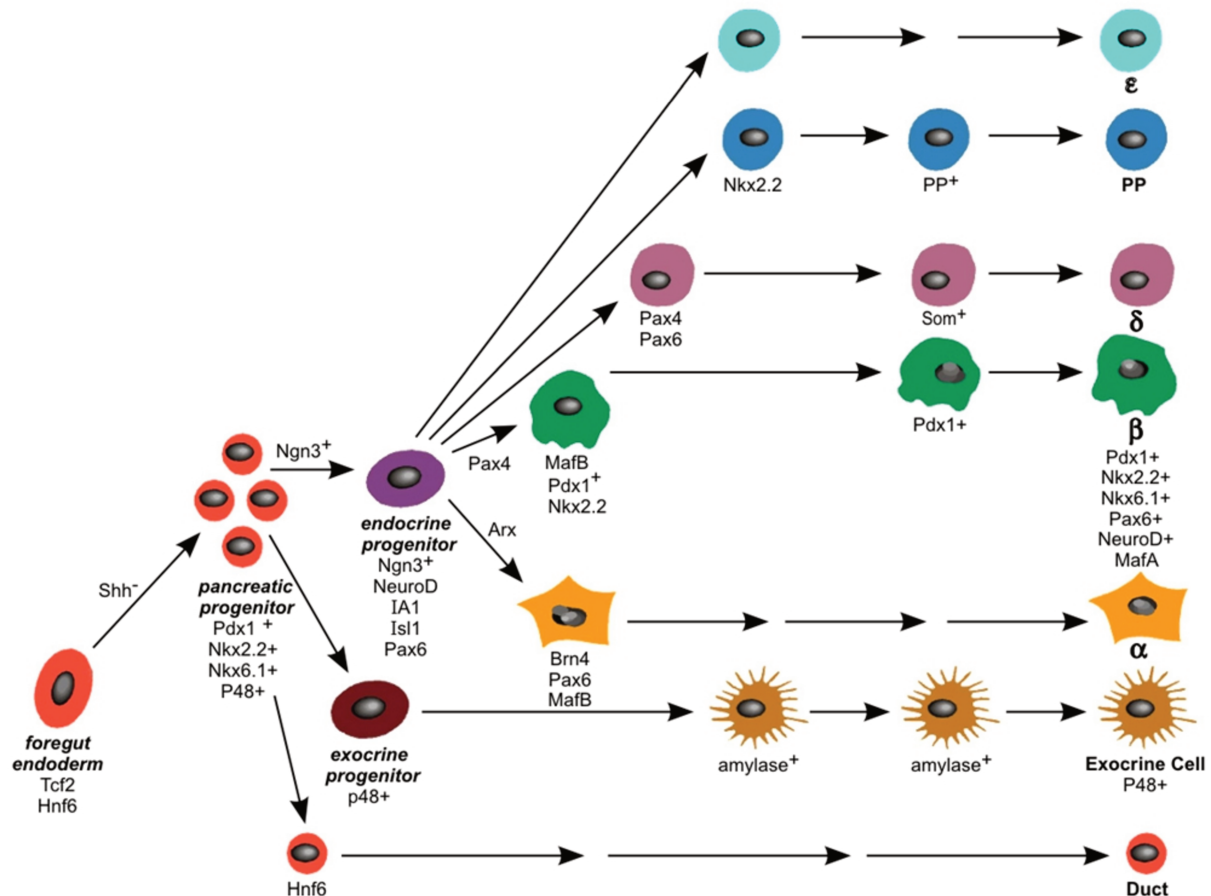 ε
Nkx2.2
PP⁺
PP
Pax4
Pax6
Som⁺
δ
Pdx1+
β
Pdx1+
Nkx2.2+
Nkx6.1+
Pax6+
NeuroD+
MafA
Ngn3⁺
Pax4
MafB
Pdx1⁺
Nkx2.2
endocrine
progenitor
Ngn3⁺
NeuroD
IA1
Isl1
Pax6
Arx
Shh⁻
pancreatic
progenitor
Pdx1 ⁺
Nkx2.2+
Nkx6.1+
P48+
Brn4
Pax6
MafB
α
foregut
endoderm
Tcf2
Hnf6
exocrine
progenitor
p48+
amylase⁺
amylase⁺
Exocrine Cell
P48+
Hnf6
Duct